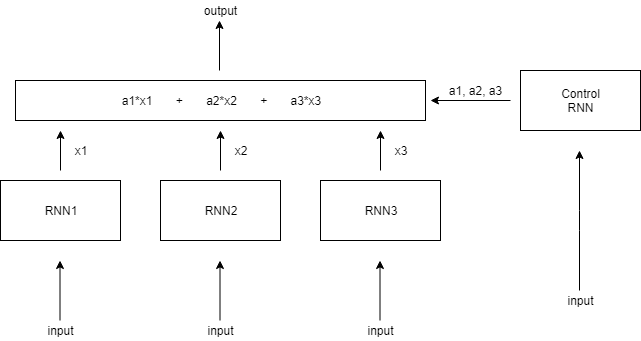 output
a1*x1 + a2*x2 + a3*x3
a1, a2, a3
Control
RNN
x1
x2
x3
RNN1
RNN2
RNN3
input
input
input
input